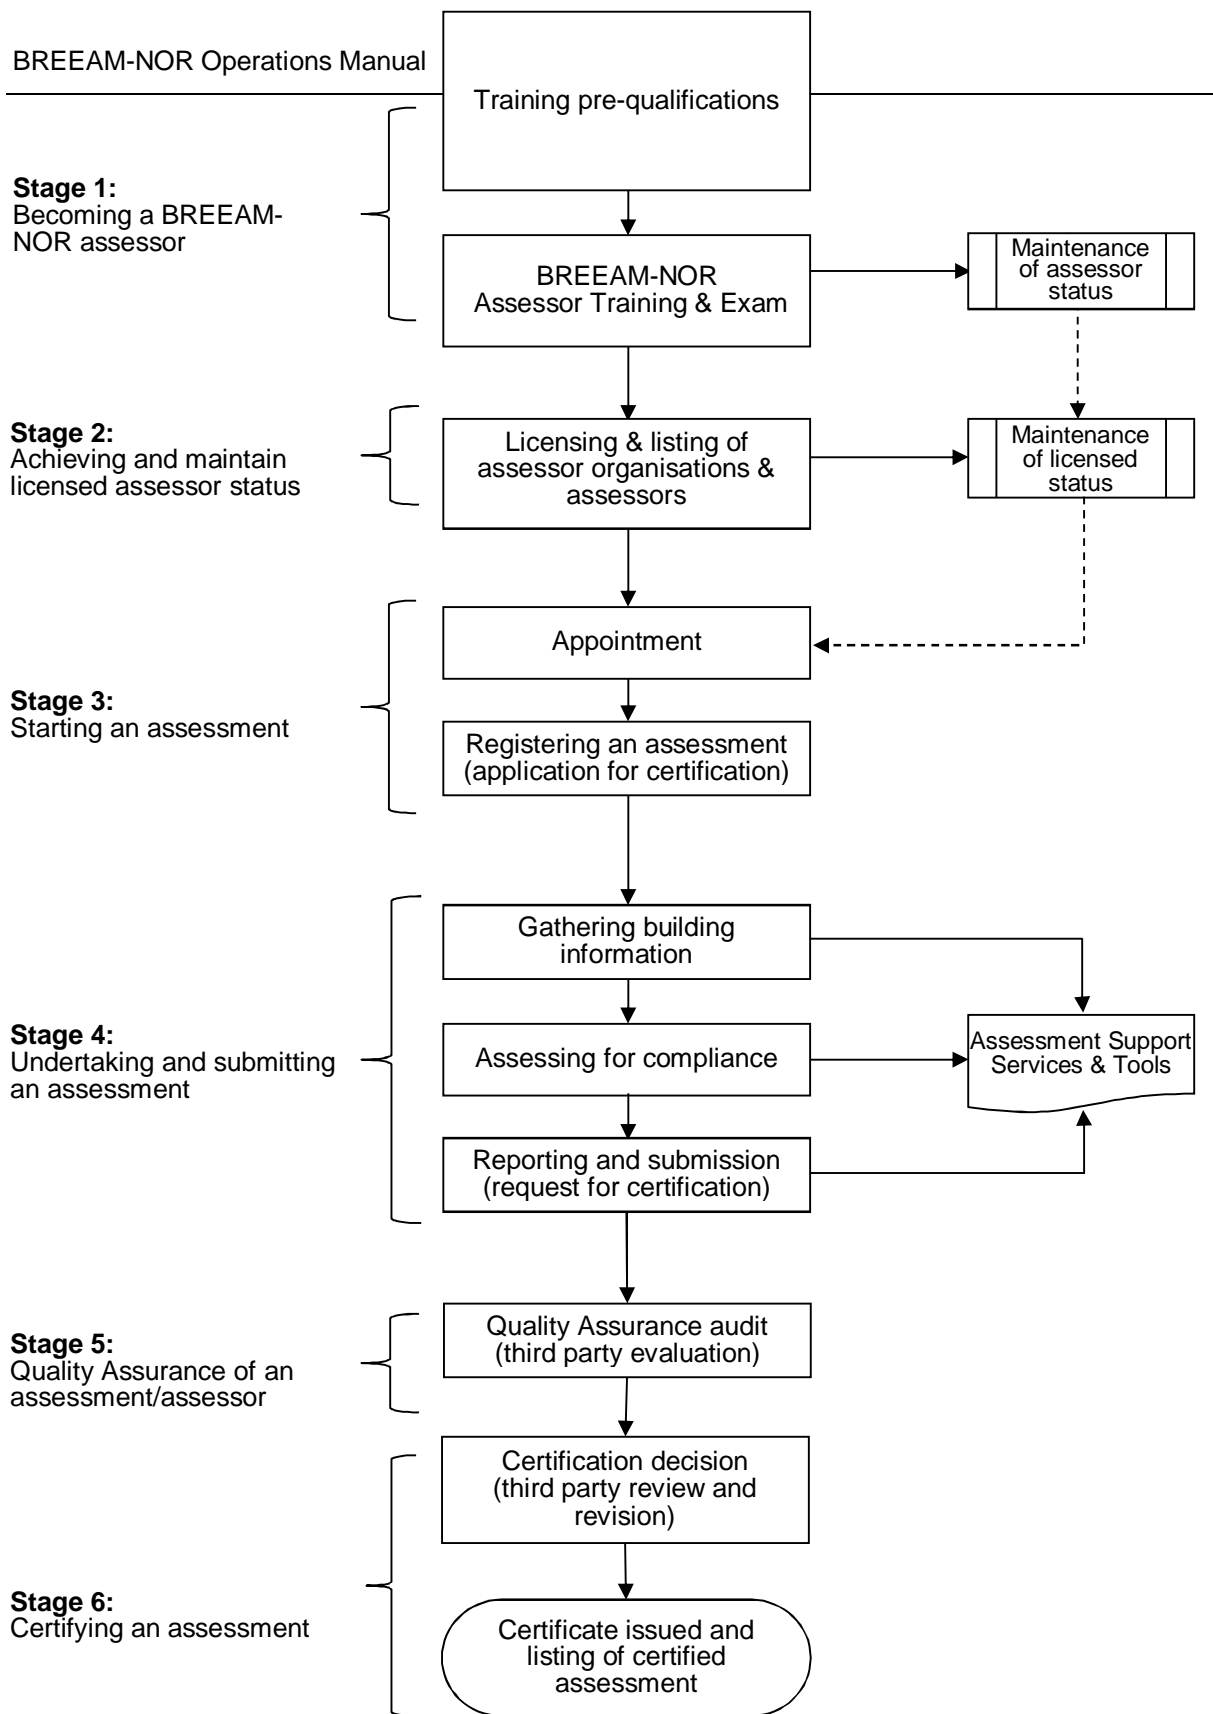 BREEAM-NOR Operations Manual
Training pre-qualifications
Stage 1:
Becoming a BREEAM-
NOR assessor
BREEAM-NOR
Assessor Training & Exam
Maintenance
of assessor
status
Stage 2:
Achieving and maintain
licensed assessor status
Licensing & listing of
assessor organisations &
assessors
Maintenance
of licensed
status
Stage 3:
Starting an assessment
Appointment
Registering an assessment
(application for certification)
Stage 4:
Undertaking and submitting
an assessment
Gathering building
information
Assessing for compliance
Assessment Support
Services & Tools
Reporting and submission
(request for certification)
Stage 5:
Quality Assurance of an
assessment/assessor
Quality Assurance audit
(third party evaluation)
Stage 6:
Certifying an assessment
Certification decision
(third party review and
revision)
Certificate issued and
listing of certified
assessment